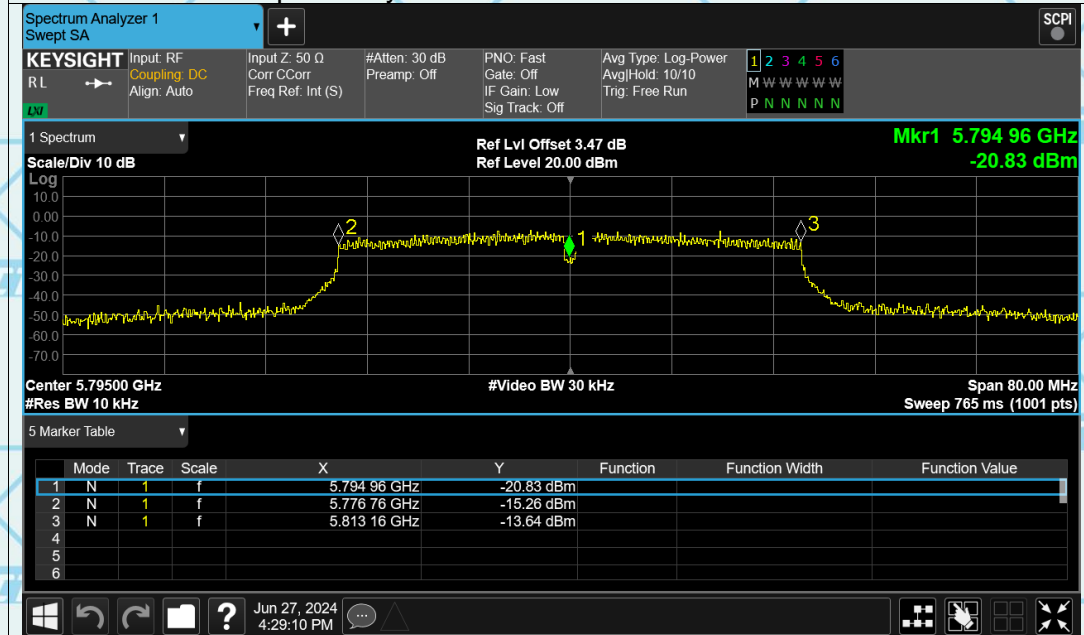 Spectrum Analyzer 1
Swept SA
+
SCPI
KEYSIGHT Input: RF Input Z: 50 Ω #Atten: 30 dB PNO: Fast Avg Type: Log-Power 1 2 3 4 5 6
RL Coupling: DC Corr CCorr Preamp: Off Gate: Off Avg|Hold: 10/10 M W W W W W
Align: Auto Freq Ref: Int (S) IF Gain: Low Trig: Free Run
LXI Sig Track: Off P N N N N N
1 Spectrum Ref Lvl Offset 3.47 dB Mkr1 5.794 96 GHz
Scale/Div 10 dB Ref Level 20.00 dBm -20.83 dBm
Log
10.0
0.00
-10.0
-20.0
-30.0
-40.0
-50.0
-60.0
-70.0
2
1
3
Center 5.79500 GHz #Video BW 30 kHz Span 80.00 MHz
#Res BW 10 kHz Sweep 765 ms (1001 pts)
5 Marker Table
Mode Trace Scale X Y Function Function Width Function Value
1 N 1 f 5.794 96 GHz -20.83 dBm
2 N 1 f 5.776 76 GHz -15.26 dBm
3 N 1 f 5.813 16 GHz -13.64 dBm
4
5
6
? Jun 27, 2024
4:29:10 PM